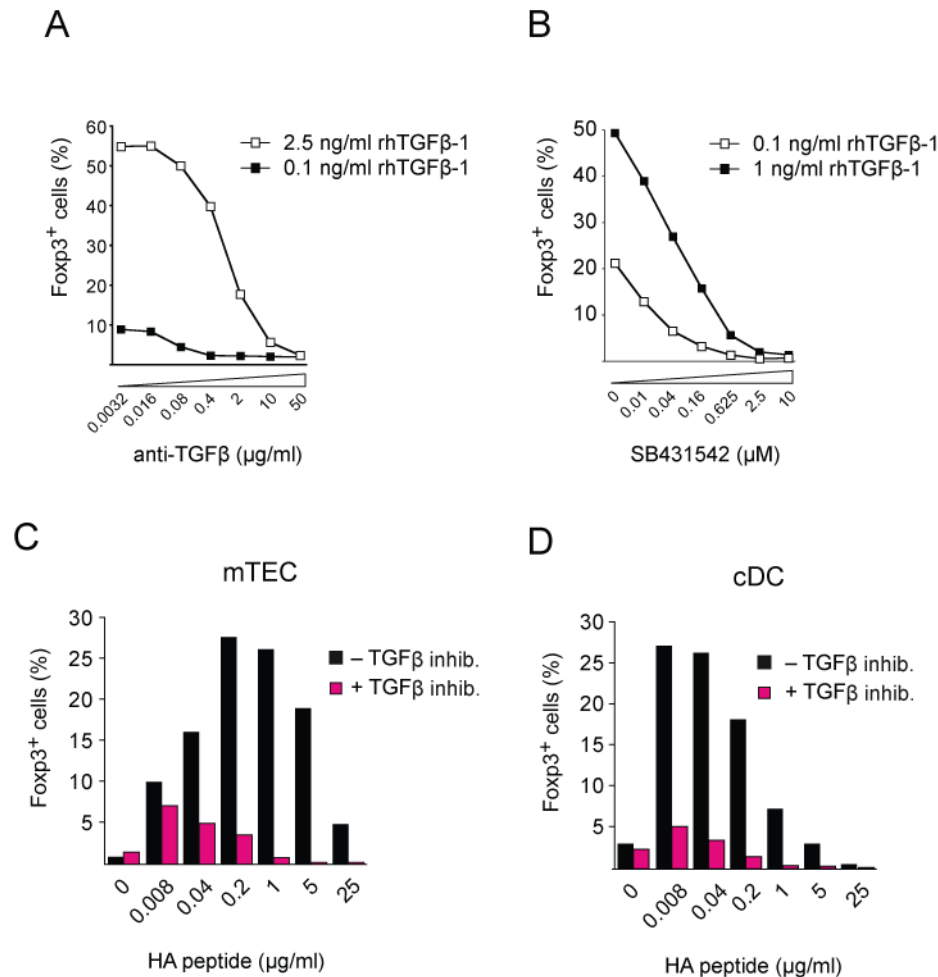 A
Foxp3+ cells (%)
60
50
40
30
20
10
2.5 ng/ml rhTGFβ-1
0.1 ng/ml rhTGFβ-1
0.0032
0.016
0.08
0.4
2
10
50
anti-TGFβ (µg/ml)
B
Foxp3+ cells (%)
50
40
30
20
10
0.1 ng/ml rhTGFβ-1
1 ng/ml rhTGFβ-1
0
0.01
0.04
0.16
0.625
2.5
10
SB431542 (µM)
C
mTEC
Foxp3+ cells (%)
30
25
20
15
10
5
– TGFβ inhib.
+ TGFβ inhib.
0
0.008
0.04
0.2
1
5
25
HA peptide (µg/ml)
D
cDC
Foxp3+ cells (%)
30
25
20
15
10
5
– TGFβ inhib.
+ TGFβ inhib.
0
0.008
0.04
0.2
1
5
25
HA peptide (µg/ml)